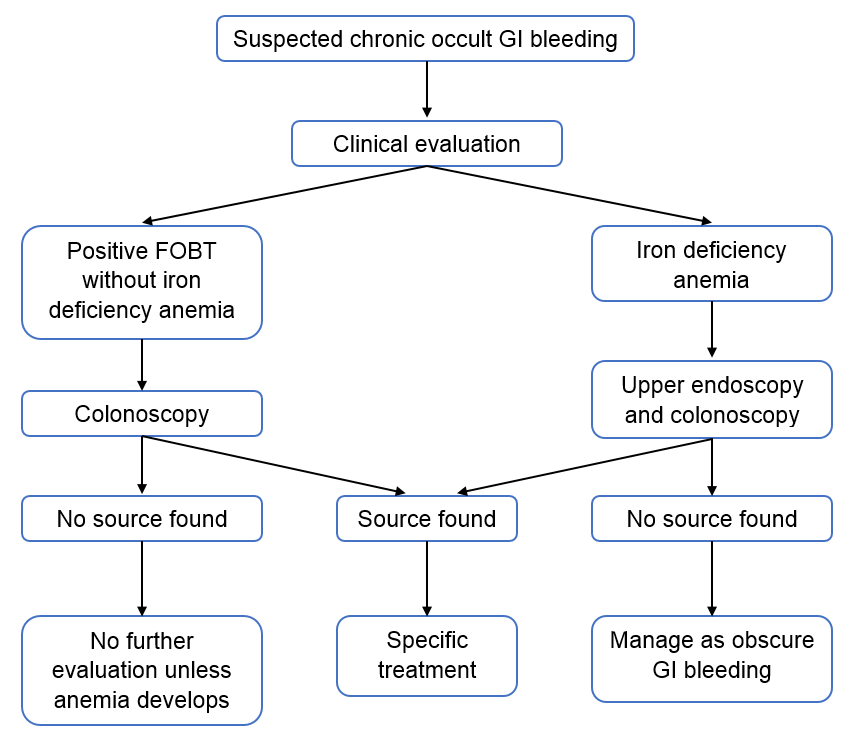 Suspected chronic occult GI bleeding
Clinical evaluation
Positive FOBT
without iron
deficiency anemia
Iron deficiency
anemia
Colonoscopy
Upper endoscopy
and colonoscopy
No source found
Source found
No source found
No further
evaluation unless
anemia develops
Specific
treatment
Manage as obscure
GI bleeding